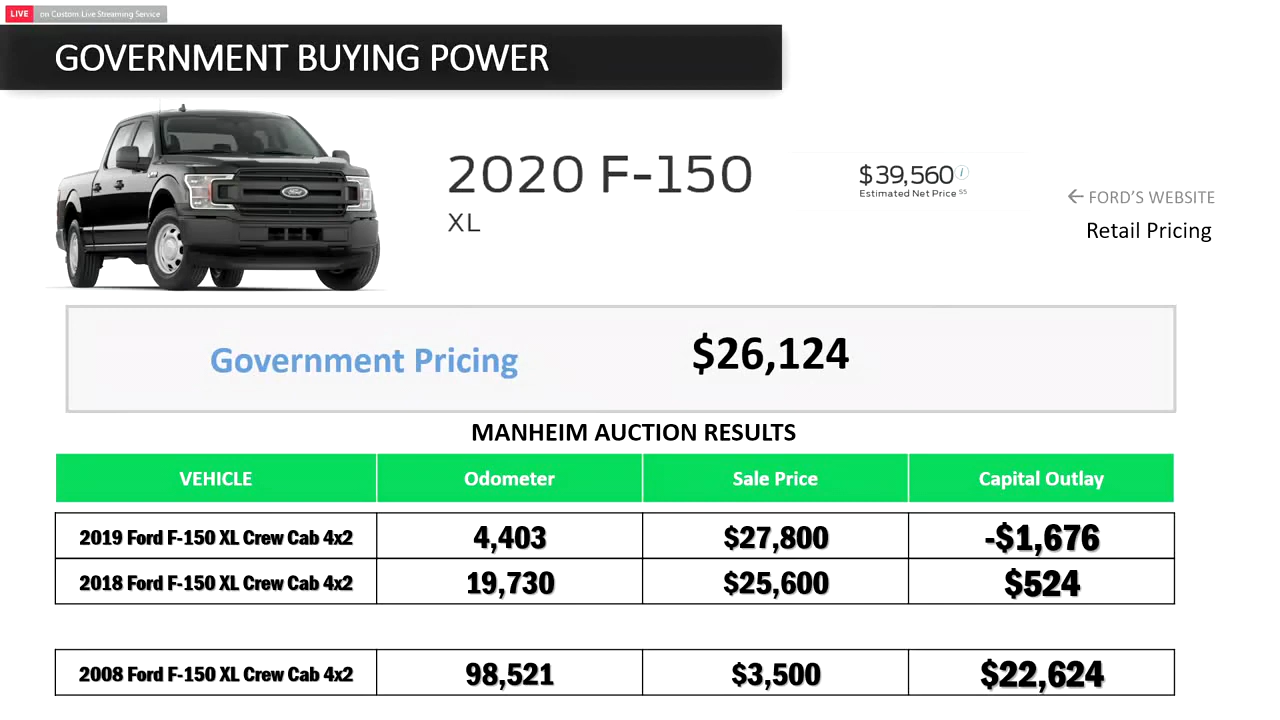 LIVE on Custom Live Streaming Service
GOVERNMENT BUYING POWER
2020 F-150
XL
$39,560 i
Estimated Net Price 55
← FORD'S WEBSITE
Retail Pricing
Ford
Government Pricing $26,124
MANHEIM AUCTION RESULTS
VEHICLE Odometer Sale Price Capital Outlay
2019 Ford F-150 XL Crew Cab 4x2 4,403 $27,800 -$1,676
2018 Ford F-150 XL Crew Cab 4x2 19,730 $25,600 $524
2008 Ford F-150 XL Crew Cab 4x2 98,521 $3,500 $22,624